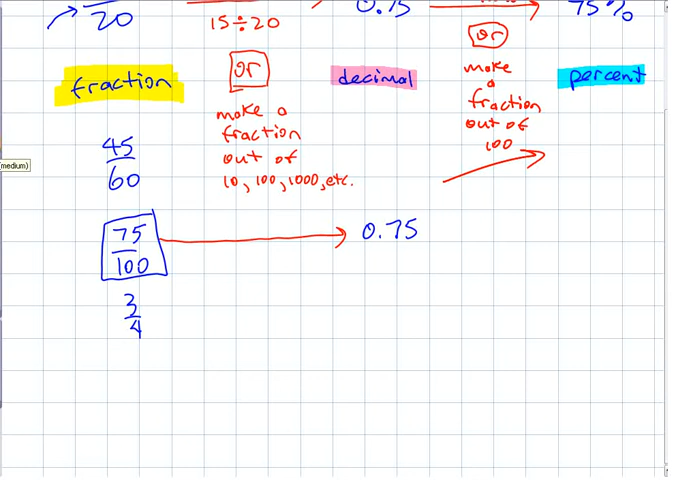 20
15÷20
0.75
75%
or
or
fraction
decimal
percent
make a
fraction
out of
10, 100, 1000, etc.
make
a
fraction
out of
100
45
60
medium)
75
100
0.75
3
4